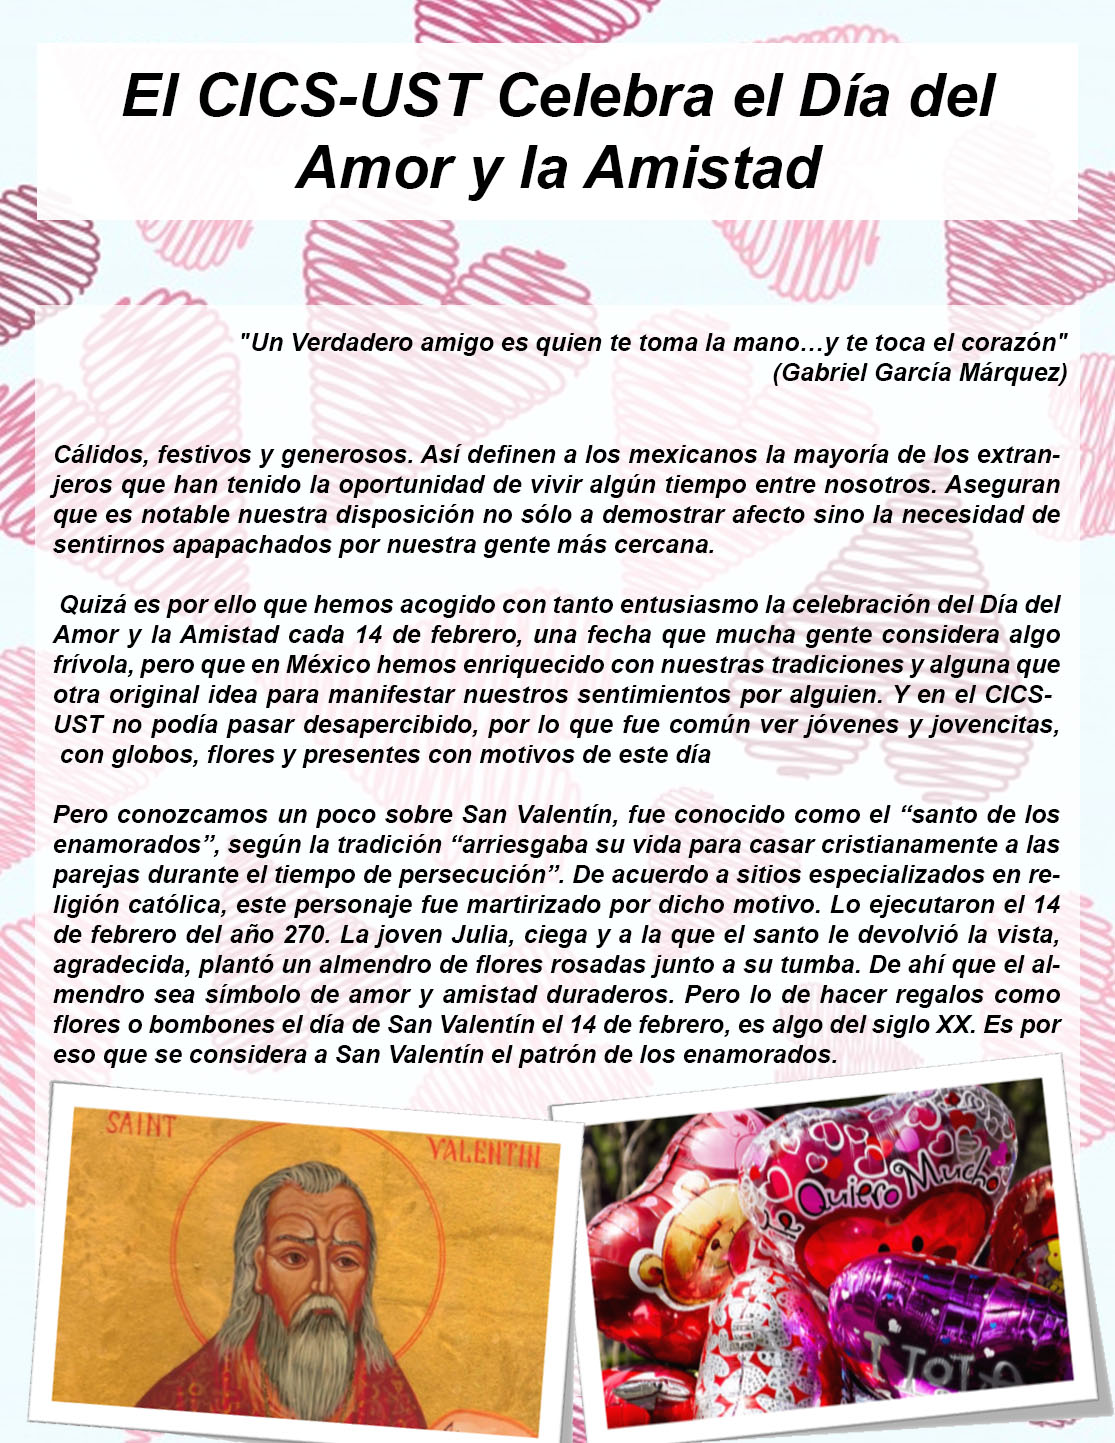 El CICS-UST Celebra el Día del
Amor y la Amistad
"Un Verdadero amigo es quien te toma la mano…y te toca el corazón"
(Gabriel García Márquez)
Cálidos, festivos y generosos. Así definen a los mexicanos la mayoría de los extran-
jeros que han tenido la oportunidad de vivir algún tiempo entre nosotros. Aseguran
que es notable nuestra disposición no sólo a demostrar afecto sino la necesidad de
sentirnos apapachados por nuestra gente más cercana.
Quizá es por ello que hemos acogido con tanto entusiasmo la celebración del Día del
Amor y la Amistad cada 14 de febrero, una fecha que mucha gente considera algo
frívola, pero que en México hemos enriquecido con nuestras tradiciones y alguna que
otra original idea para manifestar nuestros sentimientos por alguien. Y en el CICS-
UST no podía pasar desapercibido, por lo que fue común ver jóvenes y jovencitas,
con globos, flores y presentes con motivos de este día
Pero conozcamos un poco sobre San Valentín, fue conocido como el “santo de los
enamorados”, según la tradición “arriesgaba su vida para casar cristianamente a las
parejas durante el tiempo de persecución”. De acuerdo a sitios especializados en re-
ligión católica, este personaje fue martirizado por dicho motivo. Lo ejecutaron el 14
de febrero del año 270. La joven Julia, ciega y a la que el santo le devolvió la vista,
agradecida, plantó un almendro de flores rosadas junto a su tumba. De ahí que el al-
mendro sea símbolo de amor y amistad duraderos. Pero lo de hacer regalos como
flores o bombones el día de San Valentín el 14 de febrero, es algo del siglo XX. Es por
eso que se considera a San Valentín el patrón de los enamorados.
SAINT VALENTIN
Te Quiero Mucho